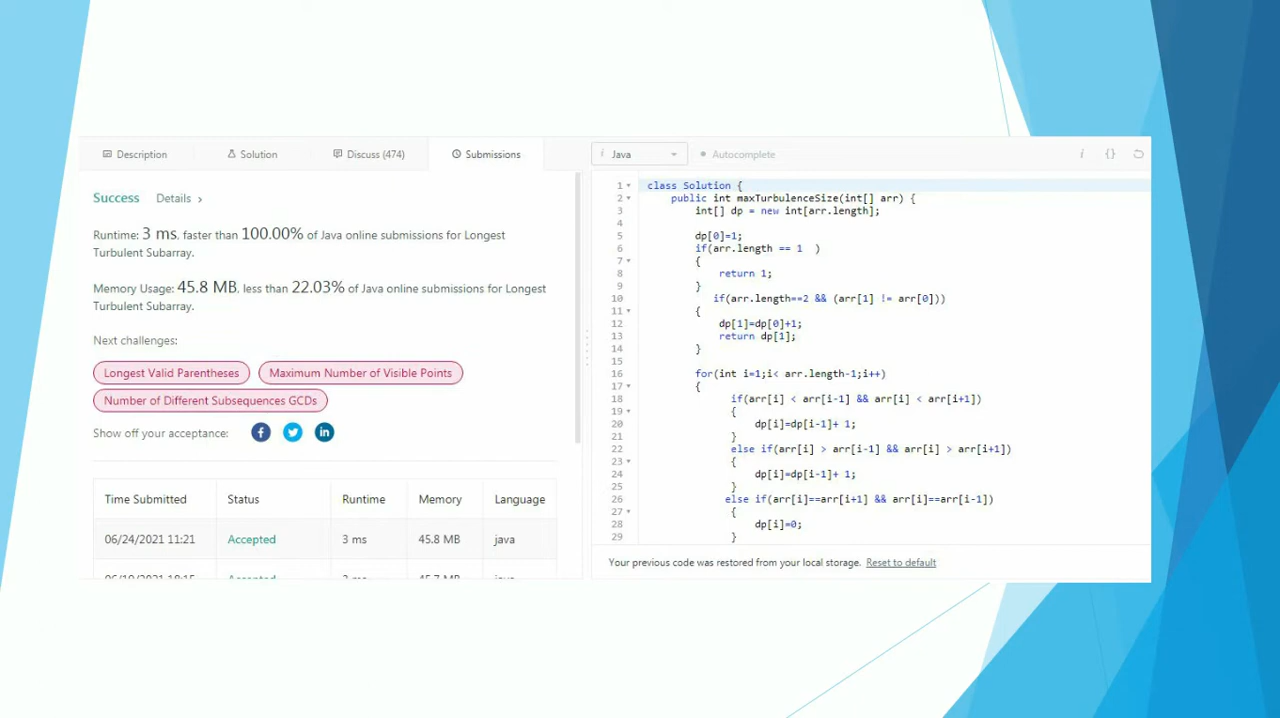 Description Solution Discuss (474) Submissions
Success Details ›
Runtime: 3 ms, faster than 100.00% of Java online submissions for Longest
Turbulent Subarray.
Memory Usage: 45.8 MB, less than 22.03% of Java online submissions for Longest
Turbulent Subarray.
Next challenges:
Longest Valid Parentheses Maximum Number of Visible Points
Number of Different Subsequences GCDs
Show off your acceptance:
Time Submitted Status Runtime Memory Language
06/24/2021 11:21 Accepted 3 ms 45.8 MB java
i Java Autocomplete i {}
1 class Solution {
2 public int maxTurbulenceSize(int[] arr) {
3 int[] dp = new int[arr.length];
4
5 dp[0]=1;
6 if(arr.length == 1 )
7 {
8 return 1;
9 }
10 if(arr.length==2 && (arr[1] != arr[0]))
11 {
12 dp[1]=dp[0]+1;
13 return dp[1];
14 }
15
16 for(int i=1;i< arr.length-1;i++)
17 {
18 if(arr[i] < arr[i-1] && arr[i] < arr[i+1])
19 {
20 dp[i]=dp[i-1]+ 1;
21 }
22 else if(arr[i] > arr[i-1] && arr[i] > arr[i+1])
23 {
24 dp[i]=dp[i-1]+ 1;
25 }
26 else if(arr[i]==arr[i+1] && arr[i]==arr[i-1])
27 {
28 dp[i]=0;
29 }
Your previous code was restored from your local storage. Reset to default